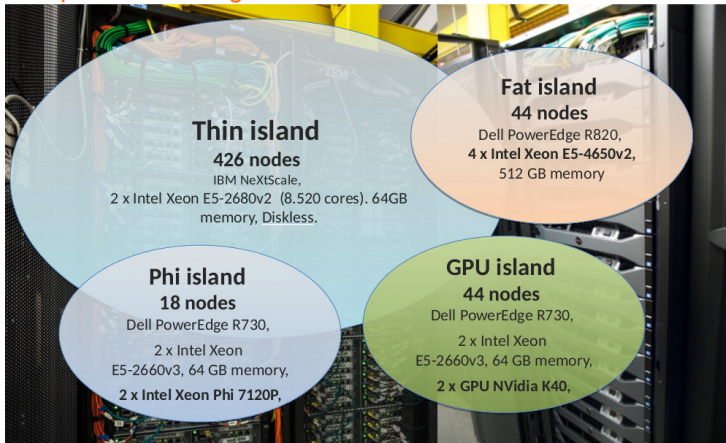 Thin island
426 nodes
IBM NeXtScale,
2 x Intel Xeon E5-2680v2 (8.520 cores). 64GB
memory, Diskless.
Fat island
44 nodes
Dell PowerEdge R820,
4 x Intel Xeon E5-4650v2,
512 GB memory
Phi island
18 nodes
Dell PowerEdge R730,
2 x Intel Xeon
E5-2660v3, 64 GB memory,
2 x Intel Xeon Phi 7120P,
GPU island
44 nodes
Dell PowerEdge R730,
2 x Intel Xeon
E5-2660v3, 64 GB memory,
2 x GPU NVidia K40,